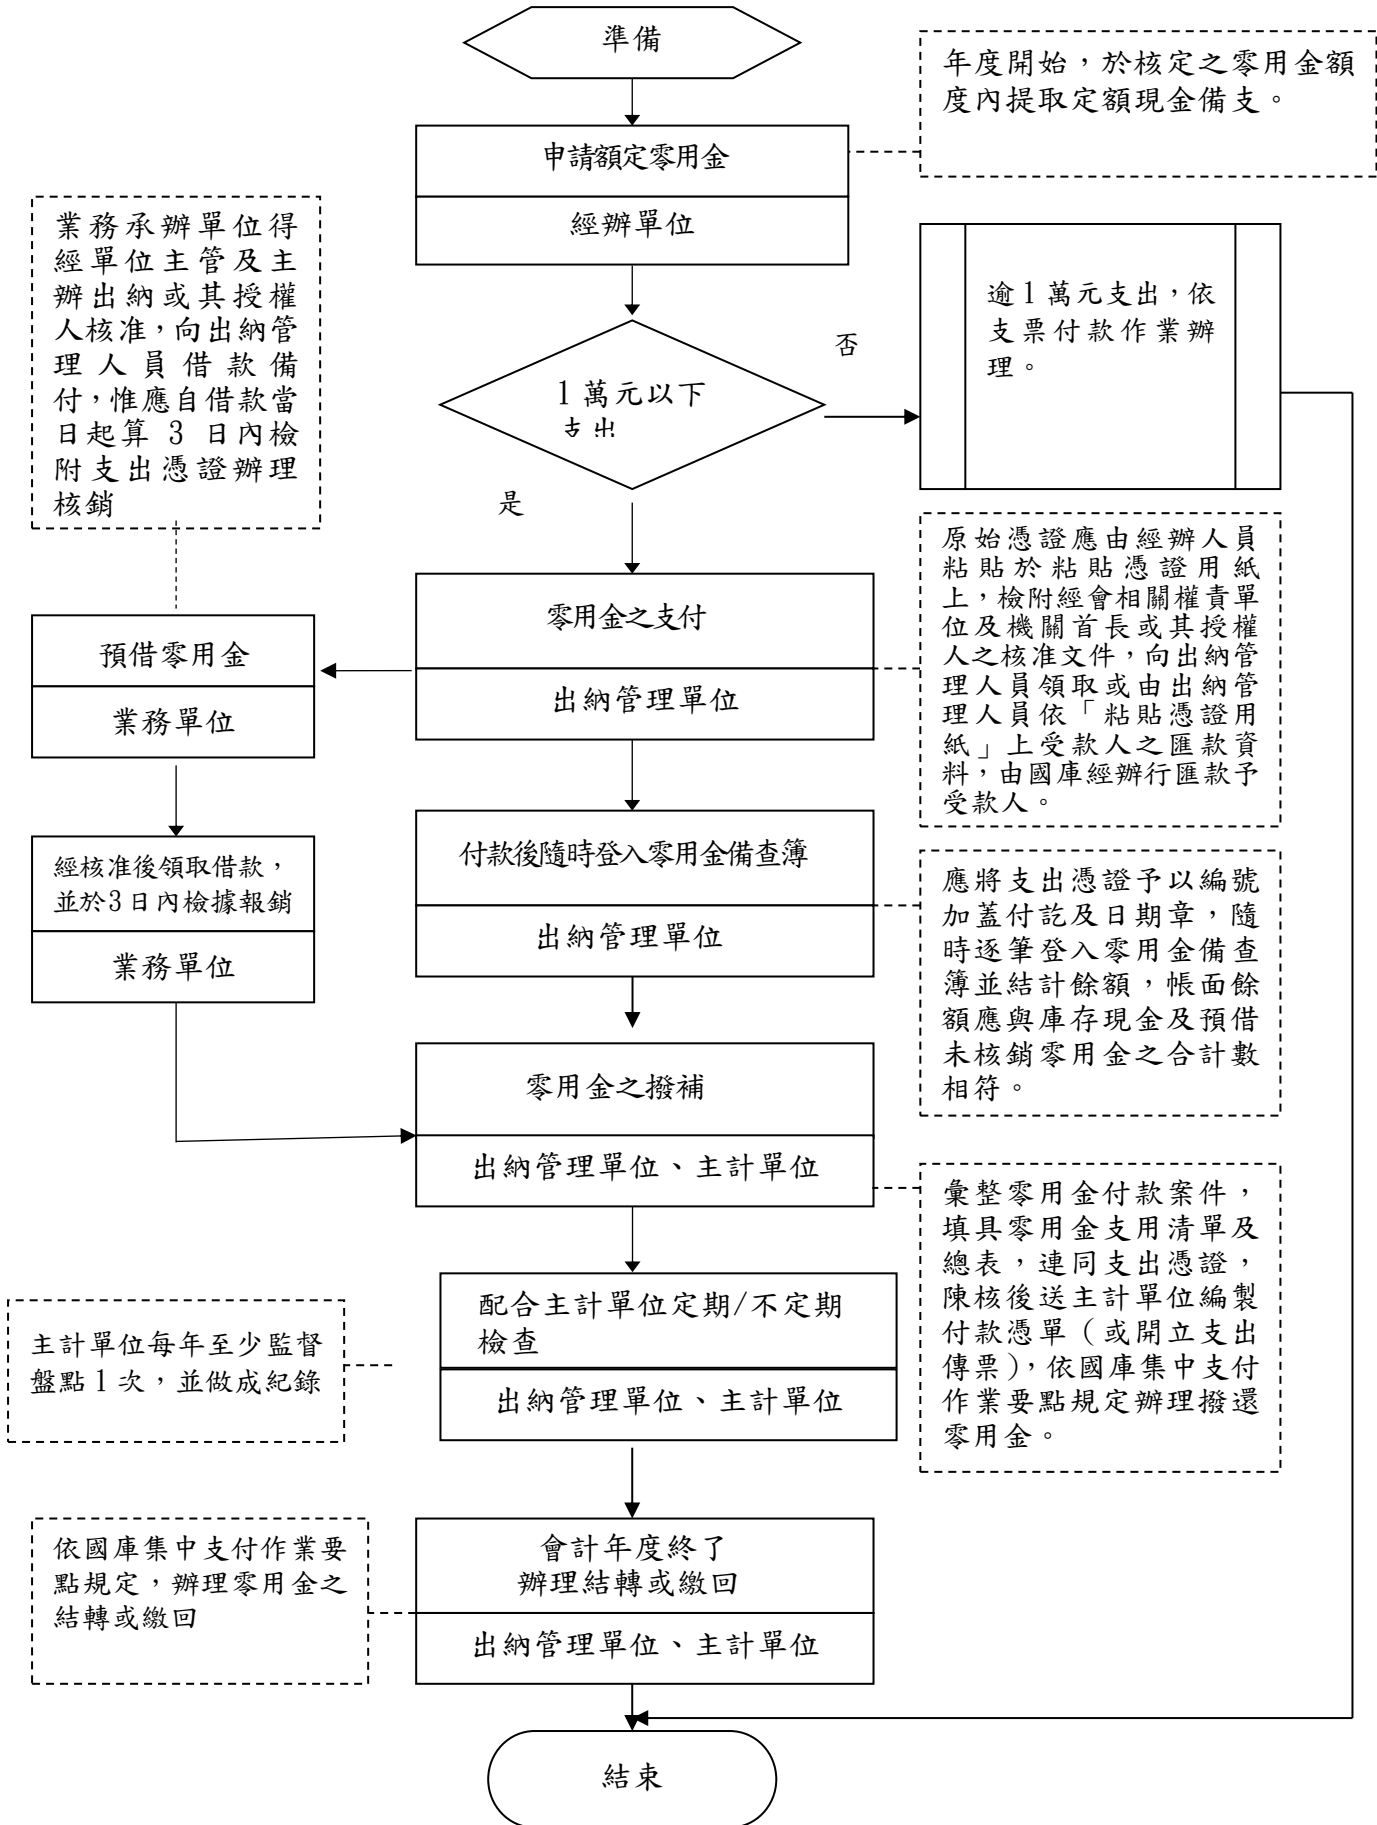 準備
年度開始，於核定之零用金額
度內提取定額現金備支。
申請額定零用金
經辦單位
業務承辦單位得
經單位主管及主
辦出納或其授權
人核准，向出納管
理人員借款備
付，惟應自借款當
日起算 3 日內檢
附支出憑證辦理
核銷
逾1萬元支出，依
支票付款作業辦
理。
否
1萬元以下
支出
是
原始憑證應由經辦人員
粘貼於粘貼憑證用紙
上，檢附經會相關權責單
位及機關首長或其授權
人之核准文件，向出納管
理人員領取或由出納管
理人員依「粘貼憑證用
紙」上受款人之匯款資
料，由國庫經辦行匯款予
受款人。
零用金之支付
出納管理單位
預借零用金
業務單位
付款後隨時登入零用金備查簿
出納管理單位
經核准後領取借款，
並於3日內檢據報銷
業務單位
應將支出憑證予以編號
加蓋付訖及日期章，隨
時逐筆登入零用金備查
簿並結計餘額，帳面餘
額應與庫存現金及預借
未核銷零用金之合計數
相符。
零用金之撥補
出納管理單位、主計單位
彙整零用金付款案件，
填具零用金支用清單及
總表，連同支出憑證，
陳核後送主計單位編製
付款憑單（或開立支出
傳票），依國庫集中支付
作業要點規定辦理撥還
零用金。
配合主計單位定期/不定期
檢查
出納管理單位、主計單位
主計單位每年至少監督
盤點1次，並做成紀錄
會計年度終了
辦理結轉或繳回
出納管理單位、主計單位
依國庫集中支付作業要
點規定，辦理零用金之
結轉或繳回
結束